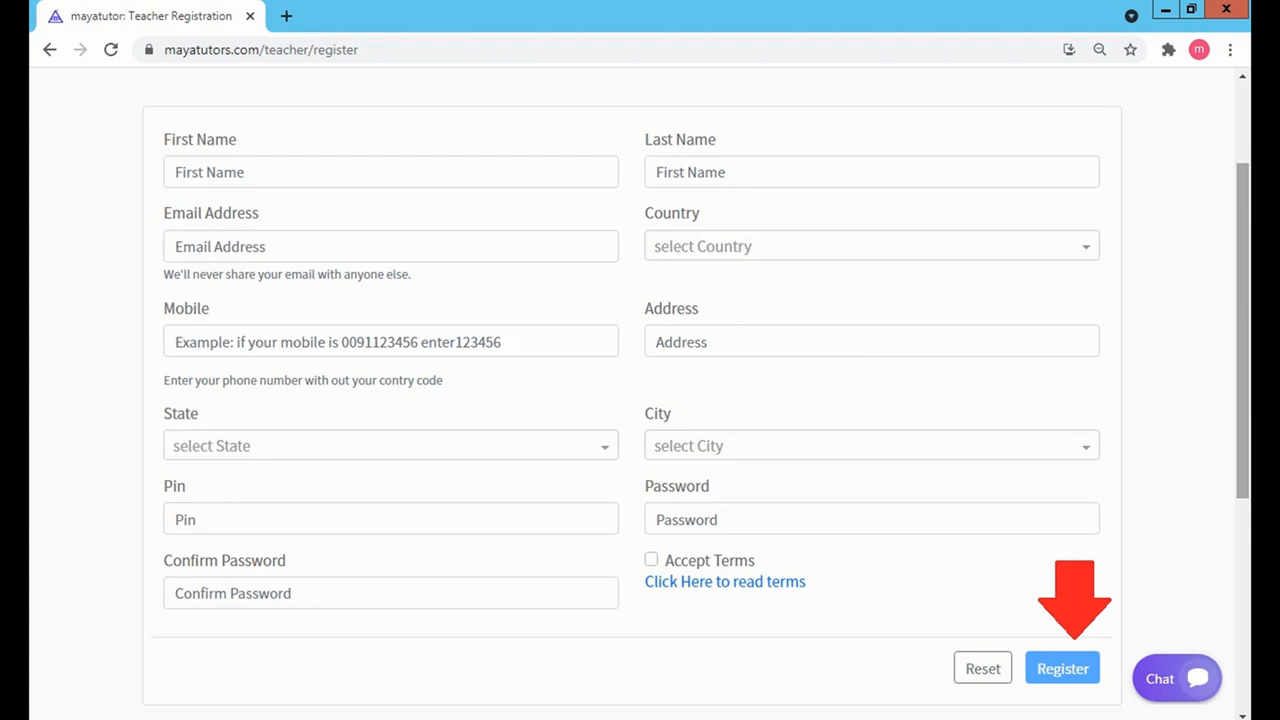 mayatutor: Teacher Registration
mayatutors.com/teacher/register
m
First Name
Last Name
First Name
First Name
Email Address
Country
Email Address
select Country
We'll never share your email with anyone else.
Mobile
Address
Example: if your mobile is 0091123456 enter123456
Address
Enter your phone number with out your contry code
State
City
select State
select City
Pin
Password
Pin
Password
Confirm Password
Accept Terms
Click Here to read terms
Confirm Password
Reset
Register
Chat